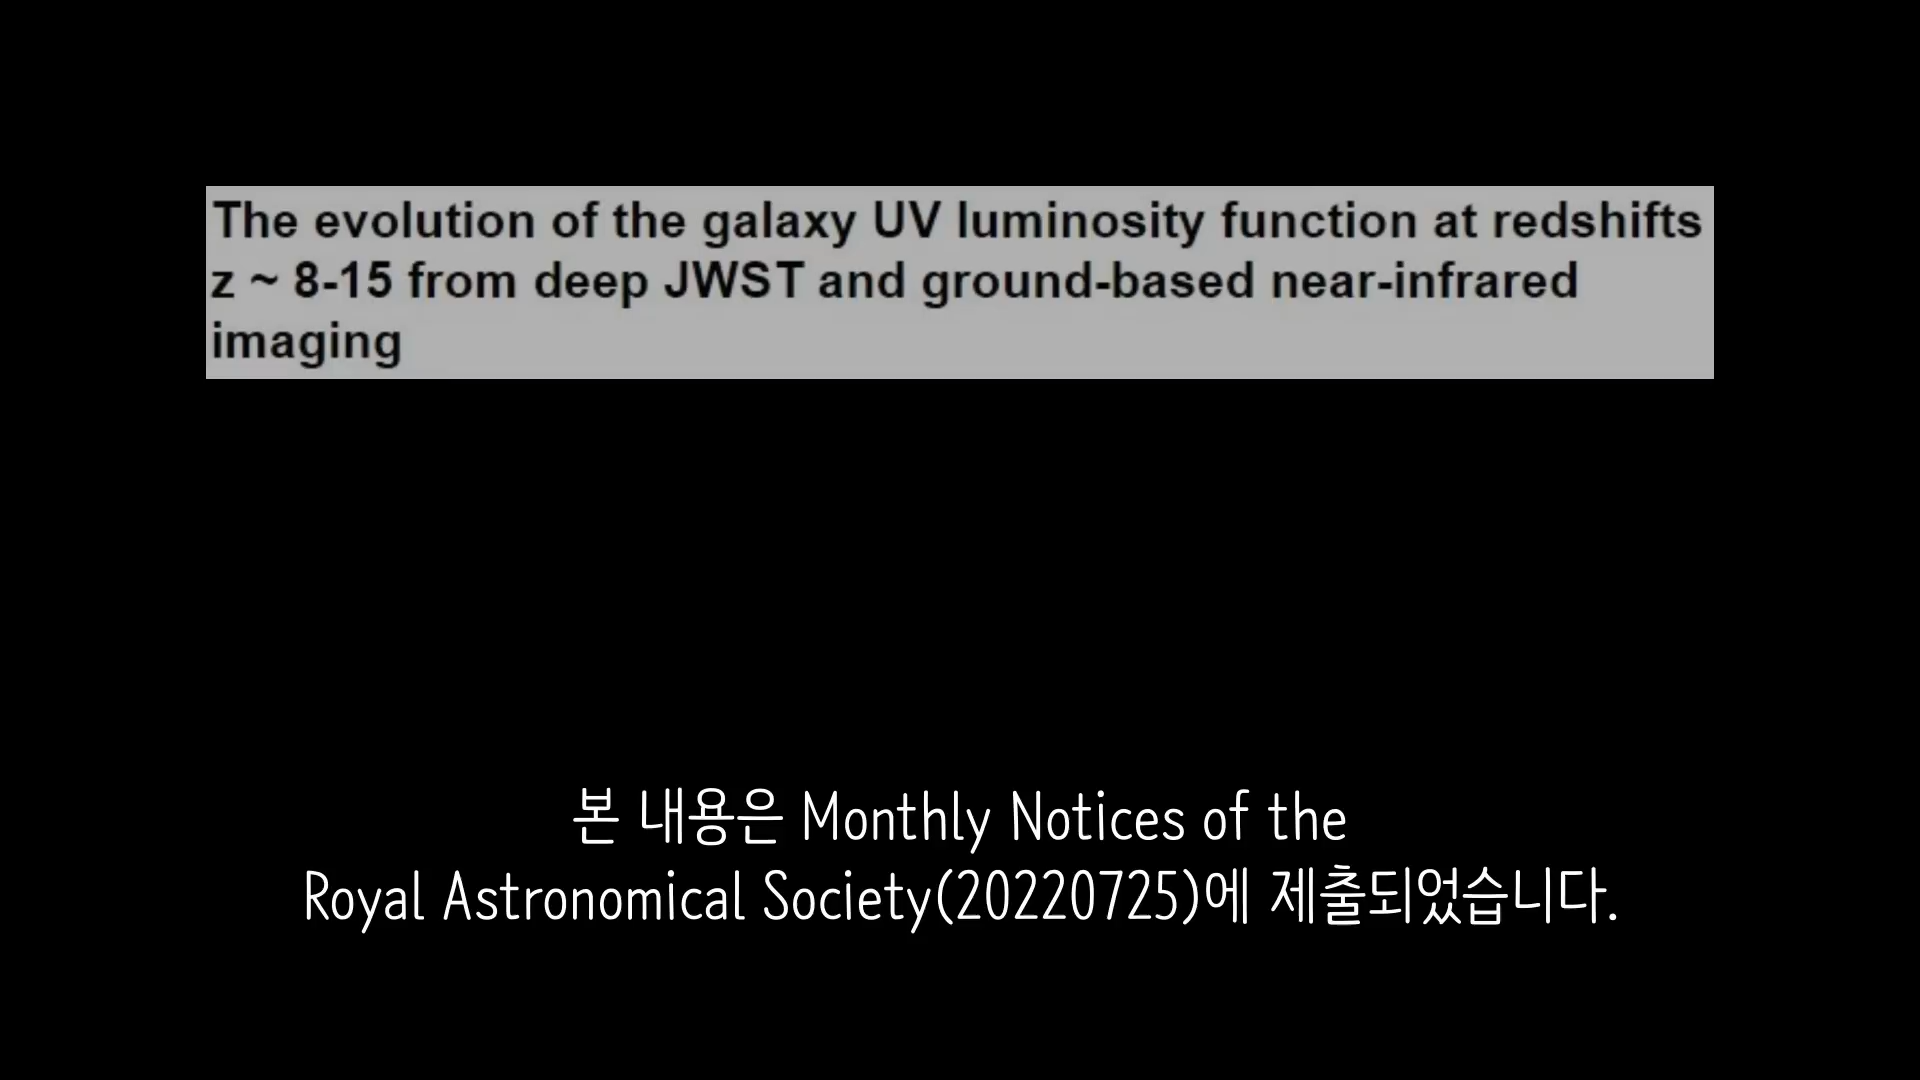 The evolution of the galaxy UV luminosity function at redshifts
z ~ 8-15 from deep JWST and ground-based near-infrared
imaging
본 내용은 Monthly Notices of the
Royal Astronomical Society(20220725)에 제출되었습니다.